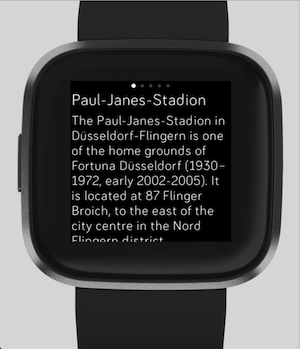 Paul-Janes-Stadion
The Paul-Janes-Stadion in
Düsseldorf-Flingern is one
of the home grounds of
Fortuna Düsseldorf (1930–
1972, early 2002-2005). It
is located at 87 Flinger
Broich, to the east of the
city centre in the Nord
Flingern district